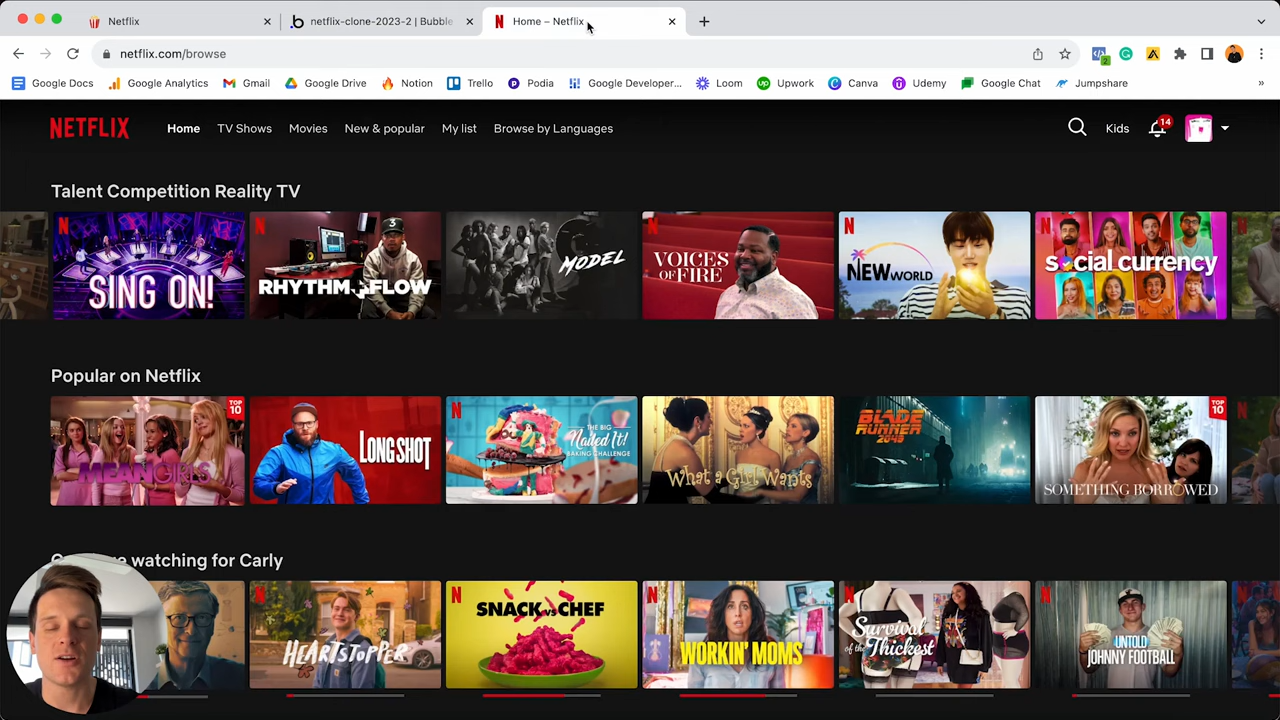 Netflix
netflix-clone-2023-2 | Bubble
Home – Netflix
netflix.com/browse
2
Google Docs
Google Analytics
Gmail
Google Drive
Notion
Trello
Podia
Google Developer...
Loom
Upwork
Canva
Udemy
Google Chat
Jumpshare
»
NETFLIX
Home
TV Shows
Movies
New & popular
My list
Browse by Languages
Kids
14
Talent Competition Reality TV
SING ON!
RHYTHM + FLOW
MODEL
VOICES
OF FIRE
NEW WORLD
social currency
Popular on Netflix
TOP
10
MEAN GIRLS
LONG SHOT
THE BIG
Nailed It!
BAKING CHALLENGE
What a Girl Wants
BLADE
RUNNER
2049
TOP
10
SOMETHING BORROWED
watching for Carly
HEARTSTOPPER
SNACK VS CHEF
WORKIN' MOMS
Survival
of the Thickest
UNTOLD
JOHNNY FOOTBALL